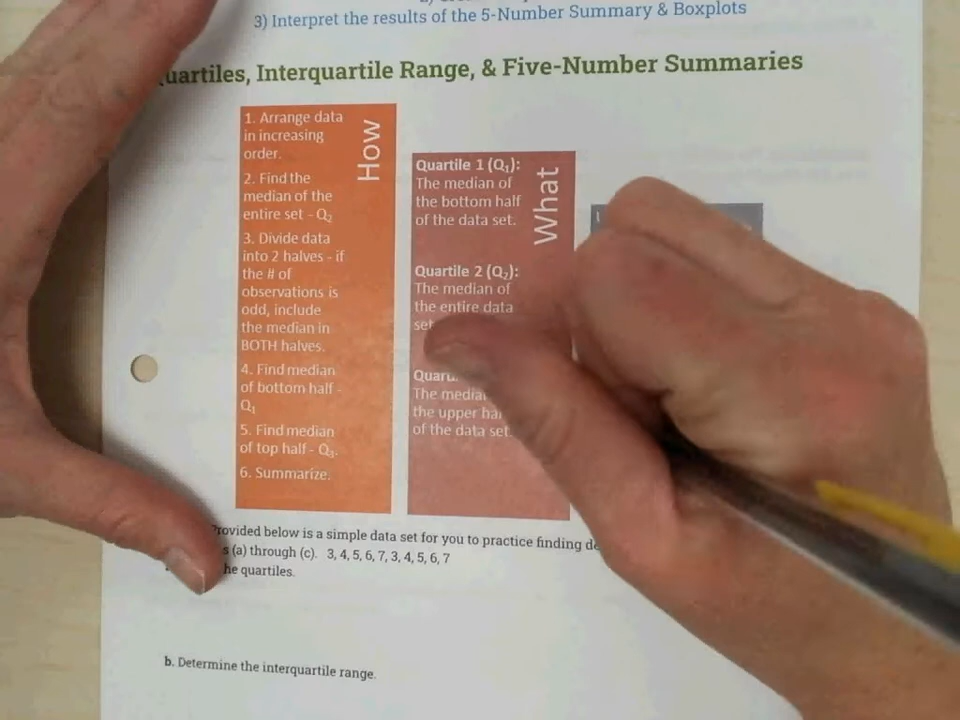 3) Interpret the results of the 5-Number Summary & Boxplots
uartiles, Interquartile Range, & Five-Number Summaries
How
1. Arrange data
in increasing
order.
2. Find the
median of the
entire set - Q₂
3. Divide data
into 2 halves - if
the # of
observations is
odd, include
the median in
BOTH halves.
4. Find median
of bottom half -
Q₁
5. Find median
of top half - Q₃.
6. Summarize.
What
Quartile 1 (Q₁):
The median of
the bottom half
of the data set.
Quartile 2 (Q₂):
The median of
the entire data
set
The
the upper
of the data set.
rovided below is a simple data set for you to practice finding
(a) through (c). 3, 4, 5, 6, 7, 3, 4, 5, 6, 7
he quartiles.
b. Determine the interquartile range.